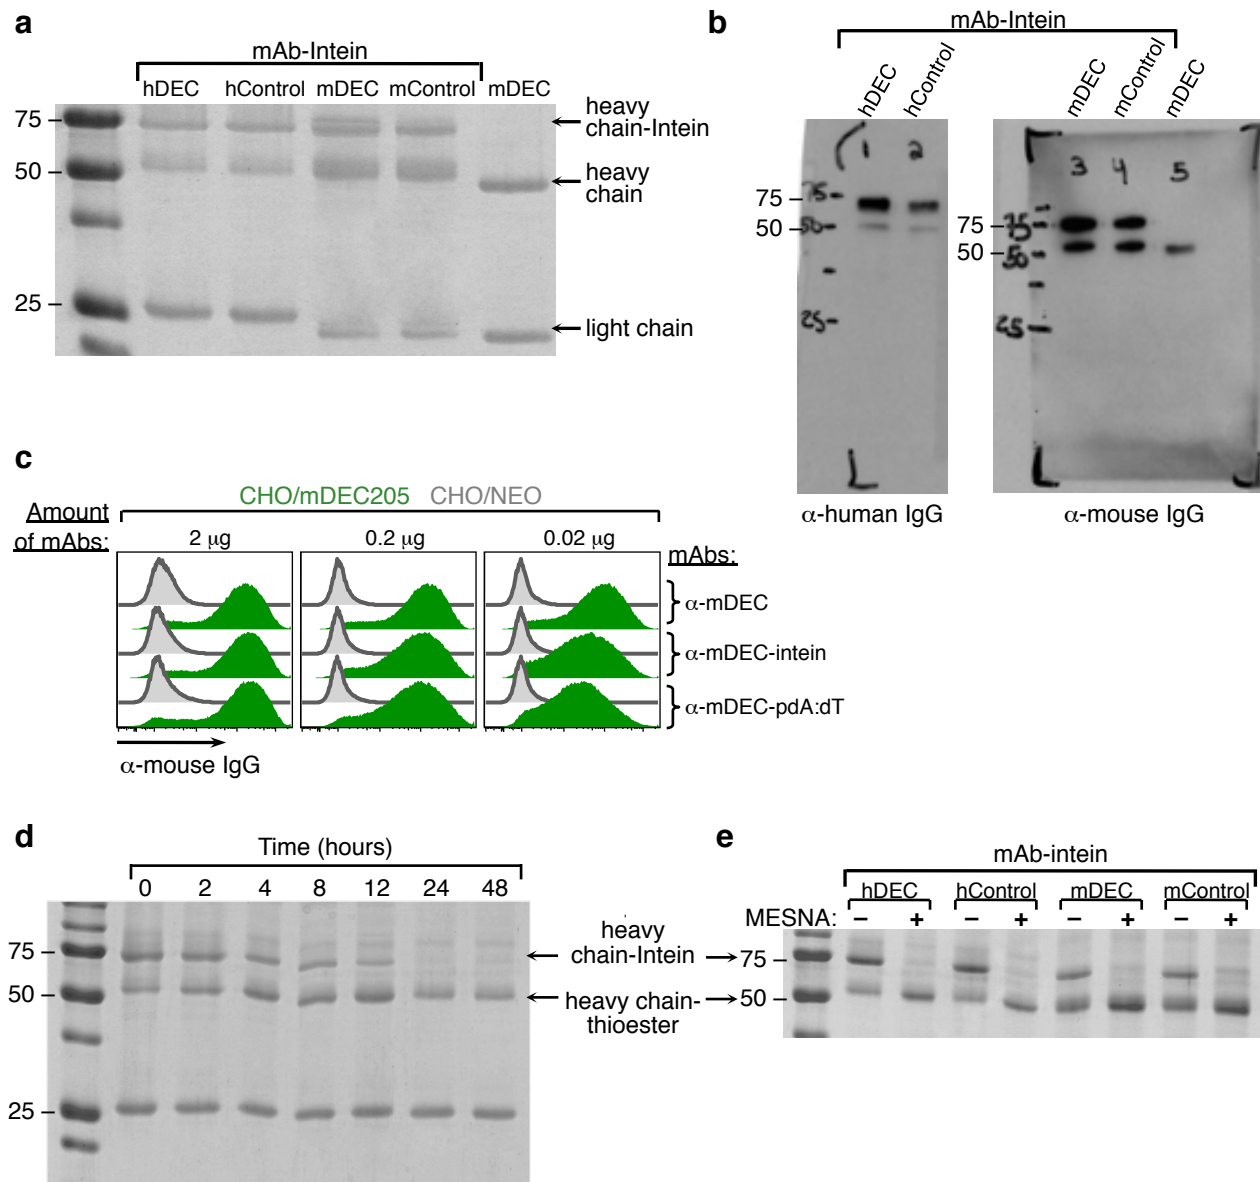 a
mAb-Intein
hDEC hControl mDEC mControl mDEC
75
50
25
heavy
chain-Intein
heavy
chain
light chain
b
mAb-Intein
hDEC hControl mDEC mControl mDEC
1 2
75
50
75
50
25
α-human IgG
3 4 5
75
50
75
50
25
α-mouse IgG
c
CHO/mDEC205 CHO/NEO
Amount
of mAbs:
2 μg 0.2 μg 0.02 μg
mAbs:
α-mDEC
α-mDEC-intein
α-mDEC-pdA:dT
α-mouse IgG
d
Time (hours)
0 2 4 8 12 24 48
75
50
25
heavy
chain-Intein
heavy chain-
thioester
e
mAb-intein
hDEC hControl mDEC mControl
MESNA: – + – + – + – +
75
50